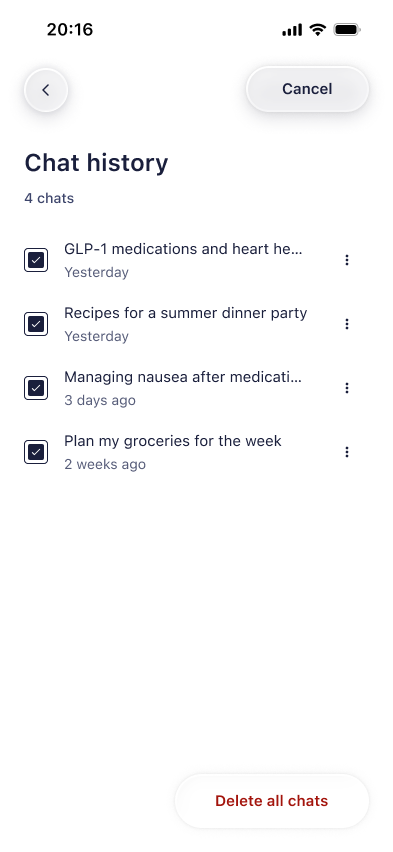 20:16
Cancel
Chat history
4 chats
GLP-1 medications and heart he...
Yesterday
Recipes for a summer dinner party
Yesterday
Managing nausea after medicati...
3 days ago
Plan my groceries for the week
2 weeks ago
Delete all chats